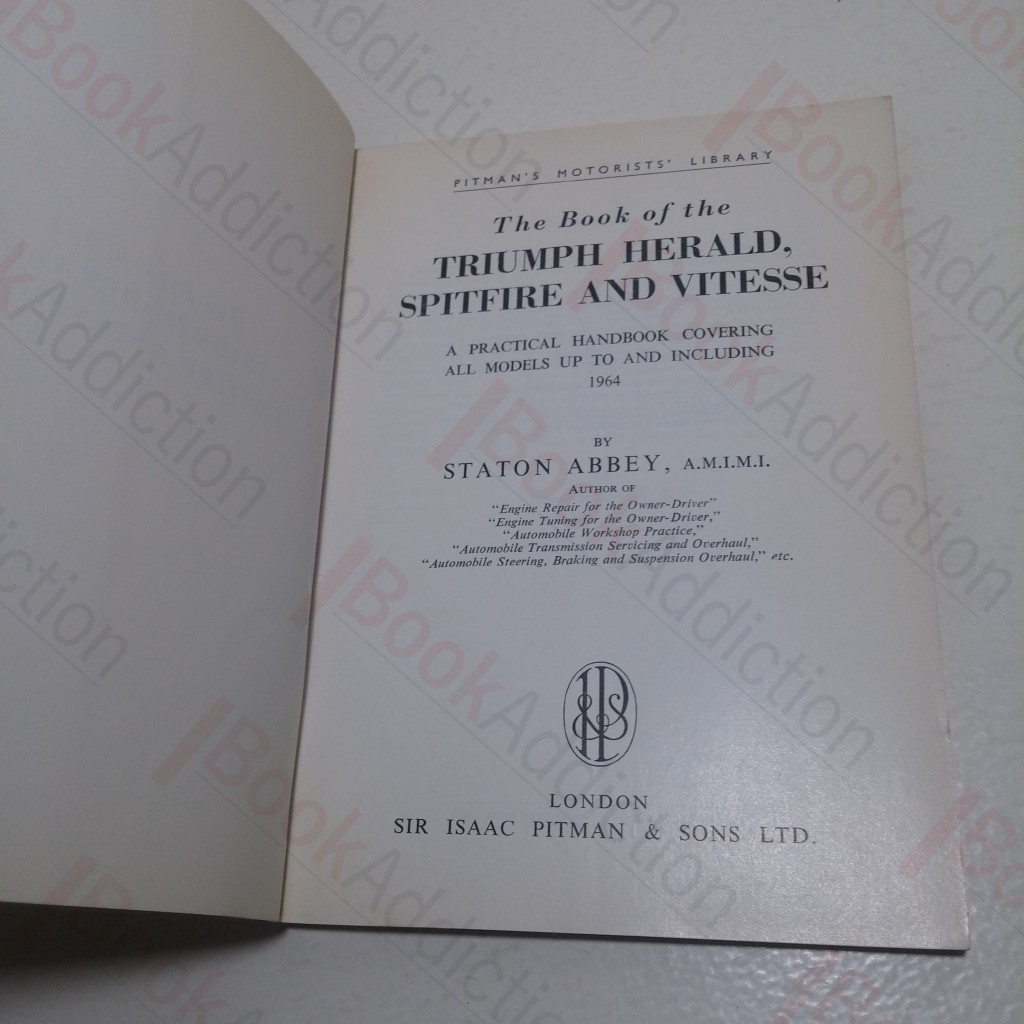 PITMAN'S MOTORISTS' LIBRARY
The Book of the
TRIUMPH HERALD,
SPITFIRE AND VITESSE
A PRACTICAL HANDBOOK COVERING
ALL MODELS UP TO AND INCLUDING
1964
BY
STATON ABBEY, A.M.I.M.I.
AUTHOR OF
"Engine Repair for the Owner-Driver"
"Engine Tuning for the Owner-Driver,"
"Automobile Workshop Practice,"
"Automobile Transmission Servicing and Overhaul,"
"Automobile Steering, Braking and Suspension Overhaul," etc.
LONDON
SIR ISAAC PITMAN & SONS LTD.
BookAddiction